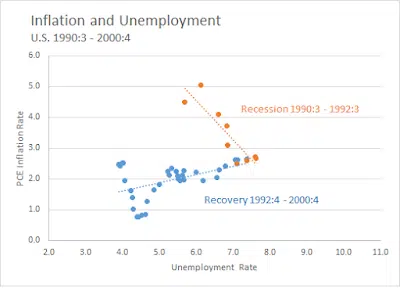 Inflation and Unemployment
U.S. 1990:3 - 2000:4
6.0
5.0
4.0
3.0
2.0
1.0
0.0
PCE Inflation Rate
Recession 1990:3 - 1992:3
Recovery 1992:4 - 2000:4
2.0 3.0 4.0 5.0 6.0 7.0 8.0 9.0 10.0 11.0
Unemployment Rate